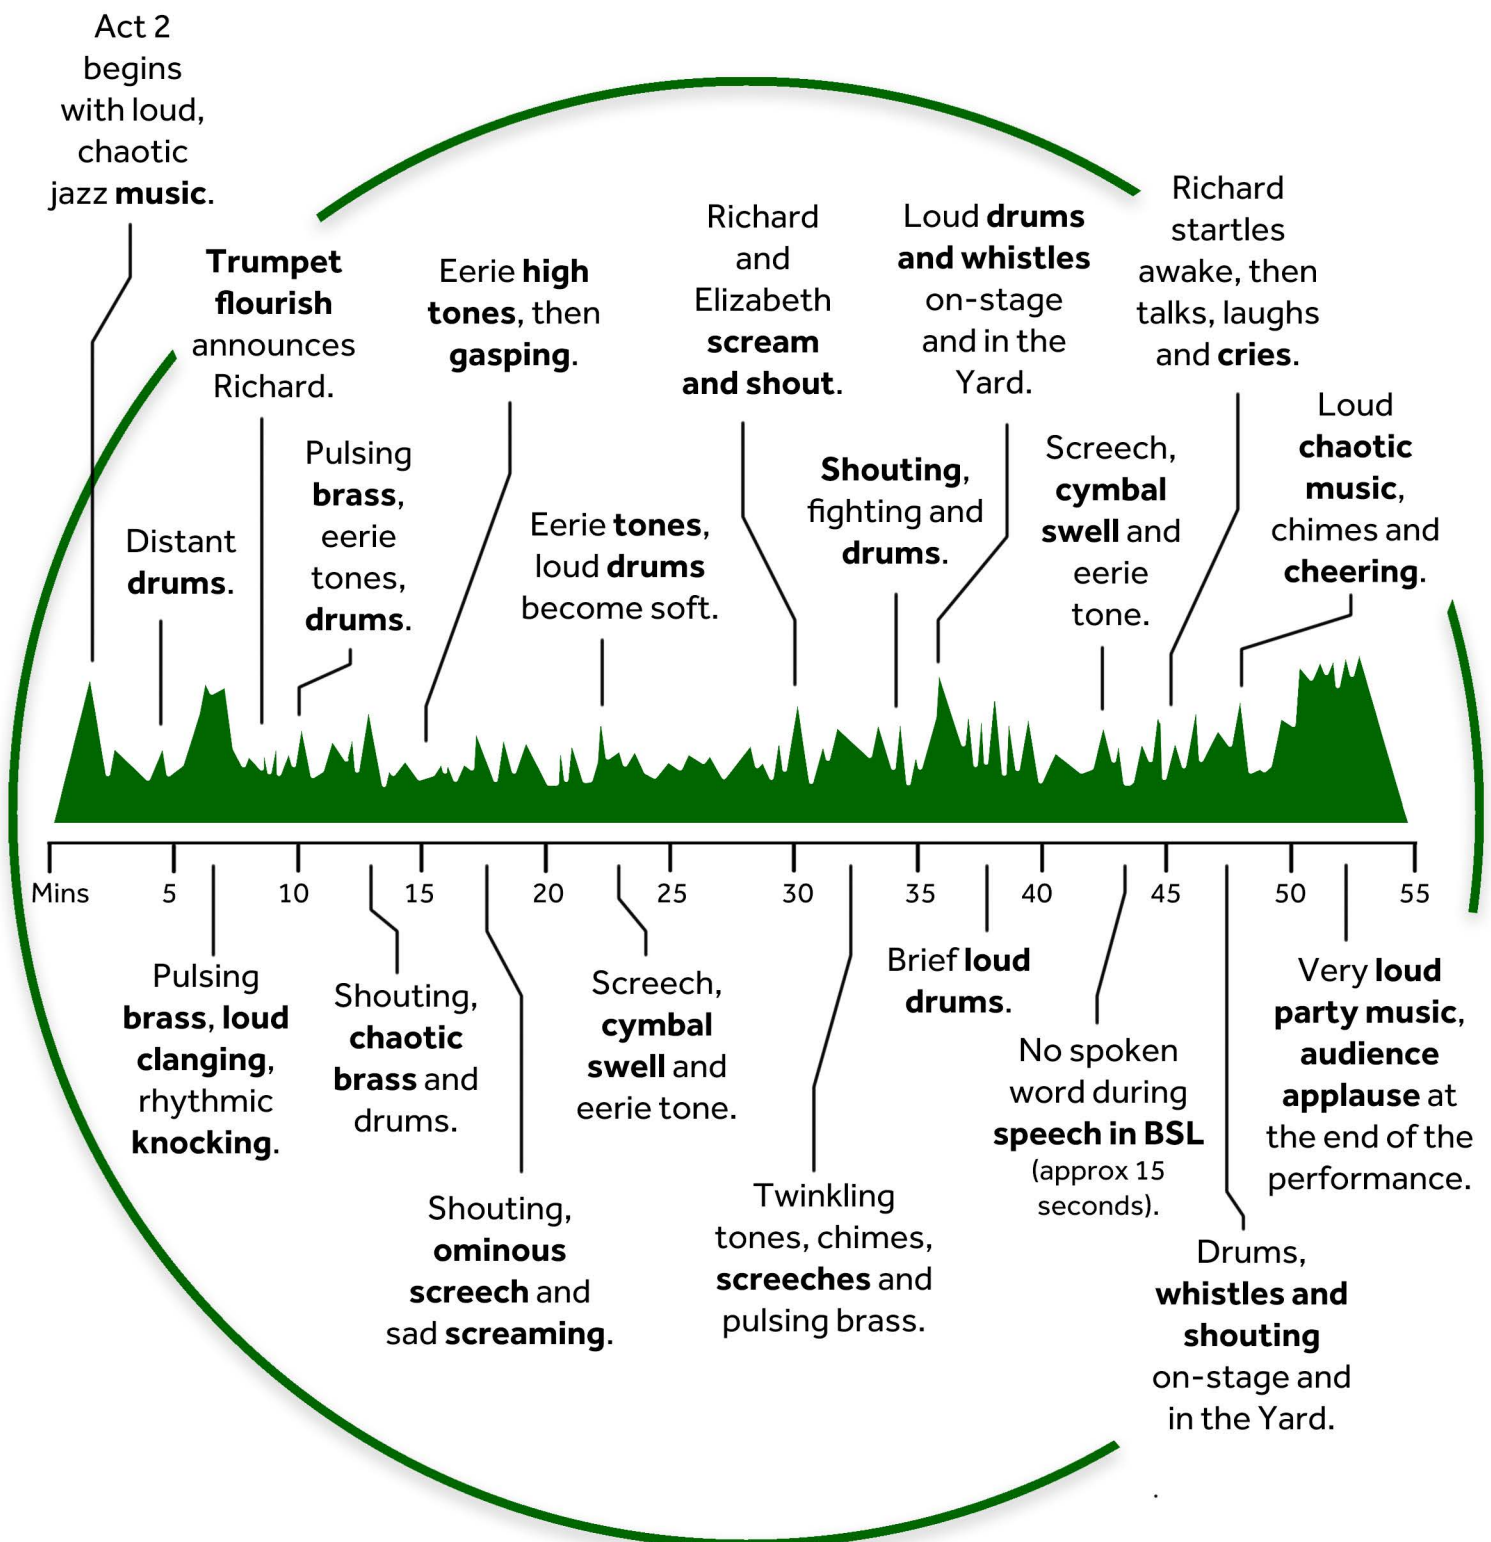 Act 2
begins
with loud,
chaotic
jazz music.
Trumpet
flourish
announces
Richard.
Eerie high
tones, then
gasping.
Richard
and
Elizabeth
scream
and shout.
Loud drums
and whistles
on-stage
and in the
Yard.
Richard
startles
awake, then
talks, laughs
and cries.
Distant
drums.
Pulsing
brass,
eerie
tones,
drums.
Eerie tones,
loud drums
become soft.
Shouting,
fighting and
drums.
Screech,
cymbal
swell and
eerie
tone.
Loud
chaotic
music,
chimes and
cheering.
Mins 5 10 15 20 25 30 35 40 45 50 55
Pulsing
brass, loud
clanging,
rhythmic
knocking.
Shouting,
chaotic
brass and
drums.
Shouting,
ominous
screech and
sad screaming.
Screech,
cymbal
swell and
eerie tone.
Twinkling
tones, chimes,
screeches and
pulsing brass.
Brief loud
drums.
No spoken
word during
speech in BSL
(approx 15
seconds).
Drums,
whistles and
shouting
on-stage and
in the Yard.
Very loud
party music,
audience
applause at
the end of the
performance.
.